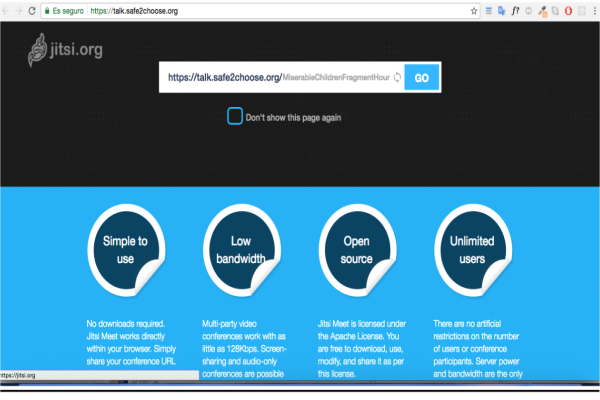 Es seguro | https://talk.safe2choose.org
jitsi.org
https://talk.safe2choose.org/MiserableChildrenFragmentHour
GO
Don't show this page again
Simple to
use
Low
bandwidth
Open
source
Unlimited
users
No downloads required.
Jitsi Meet works directly
within your browser. Simply
share your conference URL
Multi-party video
conferences work with as
little as 128Kbps. Screen-
sharing and audio-only
conferences are possible
Jitsi Meet is licensed under
the Apache License. You
are free to download, use,
modify, and share it as per
this license.
There are no artificial
restrictions on the number
of users or conference
participants. Server power
and bandwidth are the only
https://jitsi.org